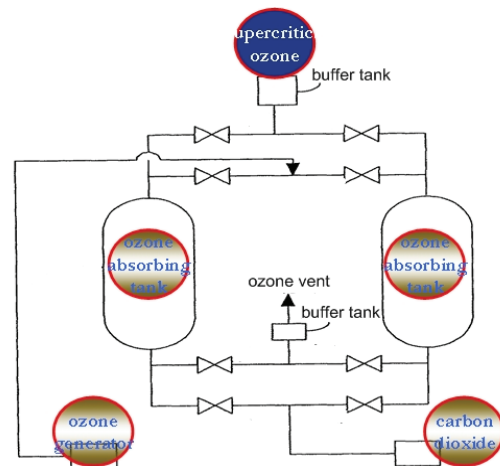 upercritic
ozone
buffer tank
ozone
absorbing
tank
ozone
absorbing
tank
ozone vent
buffer tank
ozone
generator
carbon
dioxide